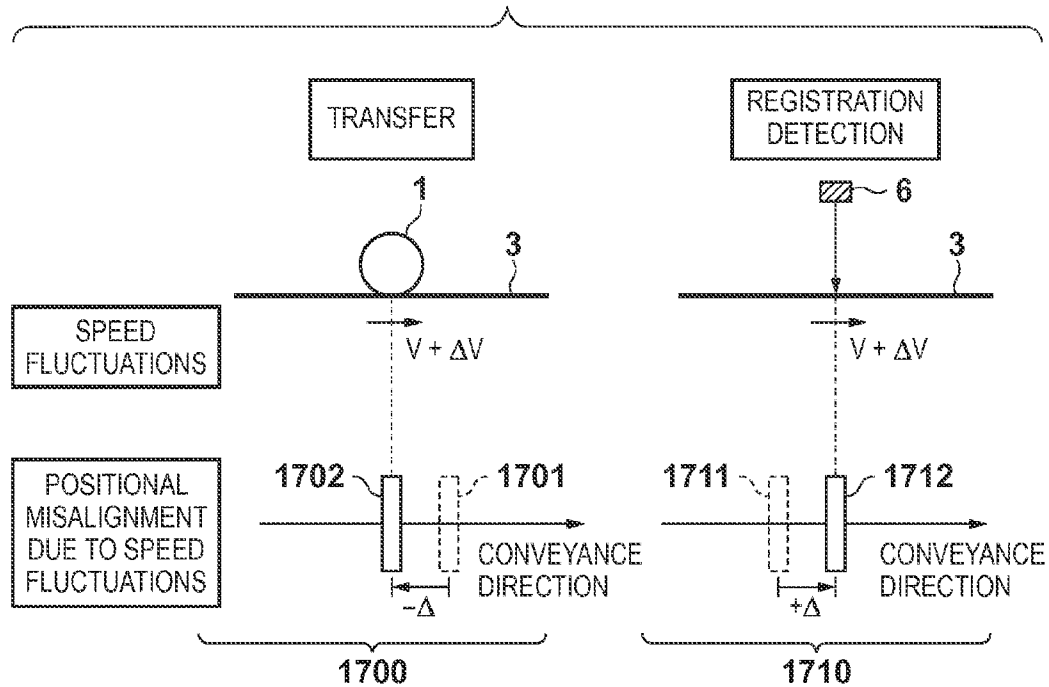 TRANSFER
REGISTRATION
DETECTION
1
6
3
3
SPEED
FLUCTUATIONS
V + ΔV
V + ΔV
POSITIONAL
MISALIGNMENT
DUE TO SPEED
FLUCTUATIONS
1702
1701
1711
1712
CONVEYANCE
DIRECTION
CONVEYANCE
DIRECTION
−Δ
+Δ
1700
1710